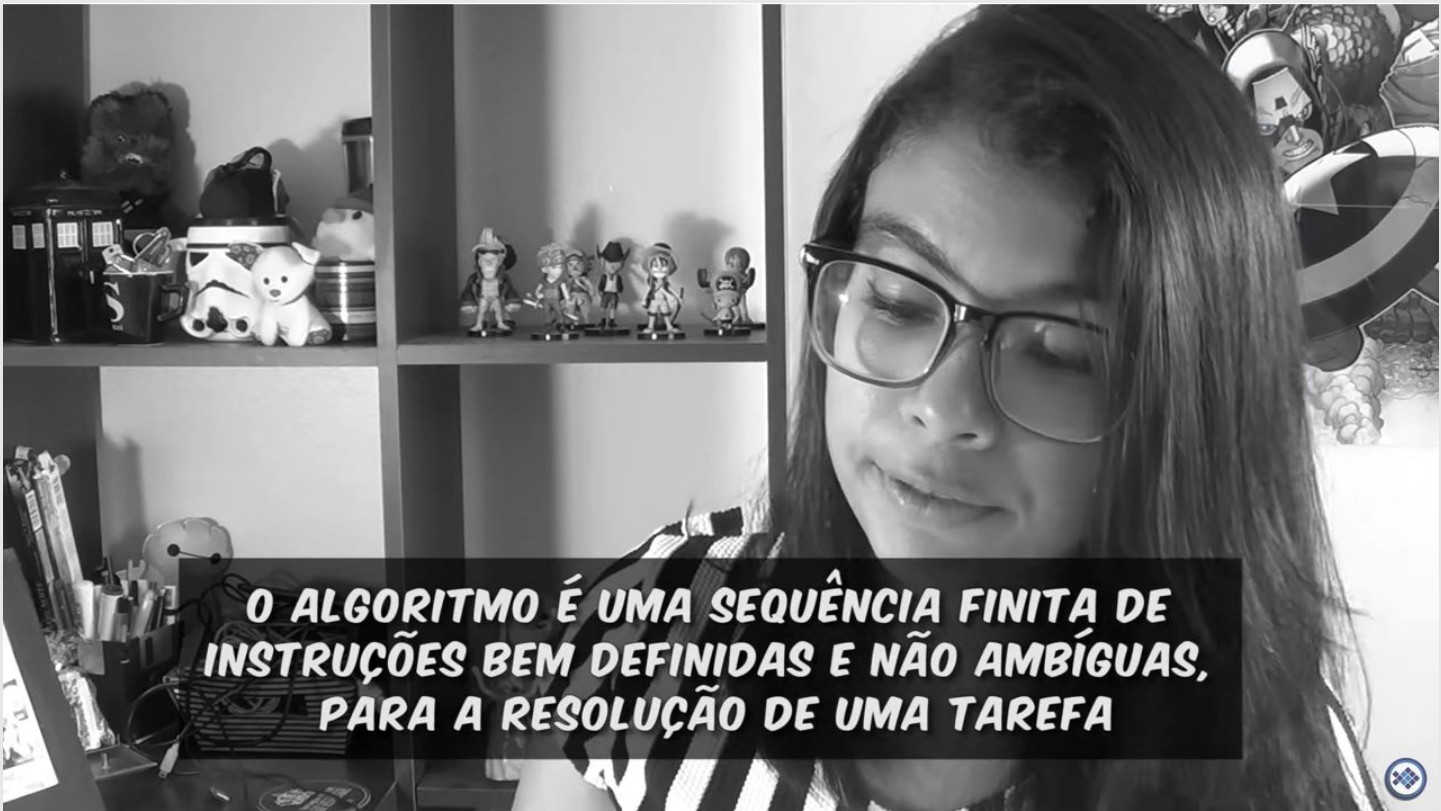 O ALGORITMO É UMA SEQUÊNCIA FINITA DE
INSTRUÇÕES BEM DEFINIDAS E NÃO AMBÍGUAS,
PARA A RESOLUÇÃO DE UMA TAREFA